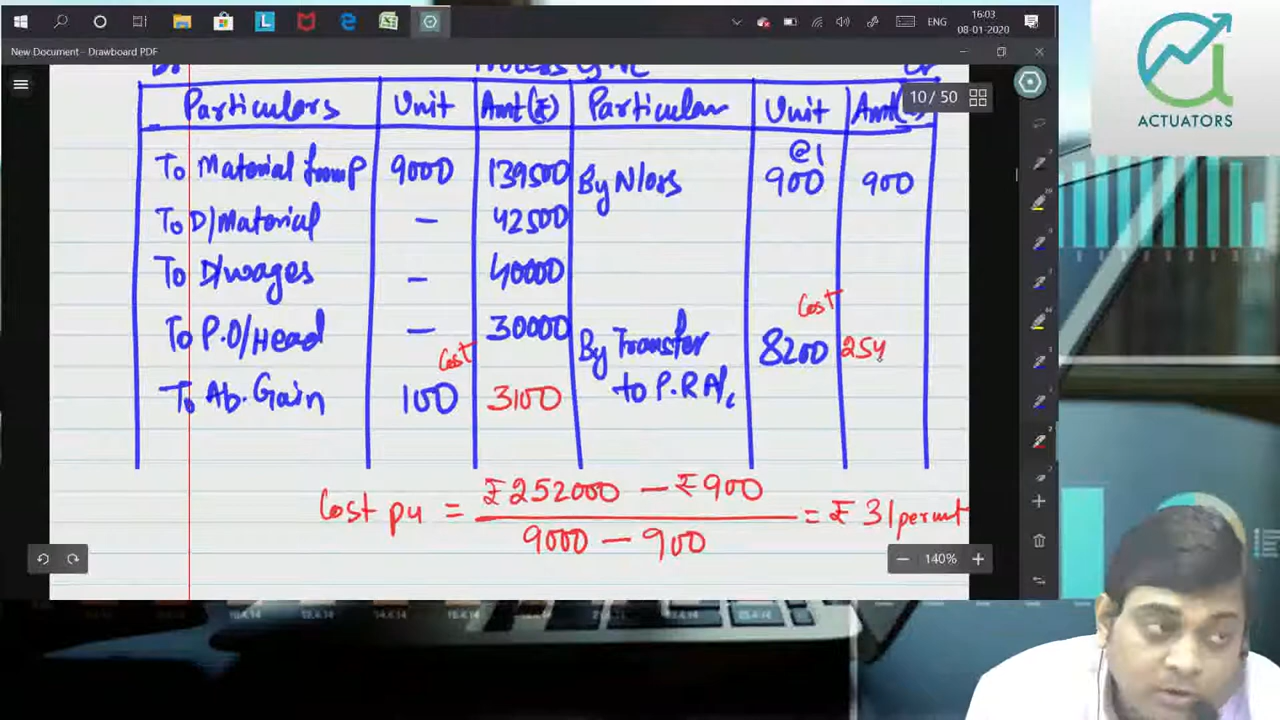 ENG
16:03
08-01-2020
New Document - Drawboard PDF
ACTUATORS
10 / 50
Cr
Particulars Unit Amt(₹) Particular Unit Amt(
To Material from P 9000 139500 By N/loss @1 900 900
To D/Material - 42500
To D/wages - 40000
To P.O/Head - 30000 By Transfer to P.R A/c Cost 8200 254
To Ab. Gain Cost 100 3100
Cost pu = ₹252000 - ₹900 = ₹31/per unit
9000 - 900
140%